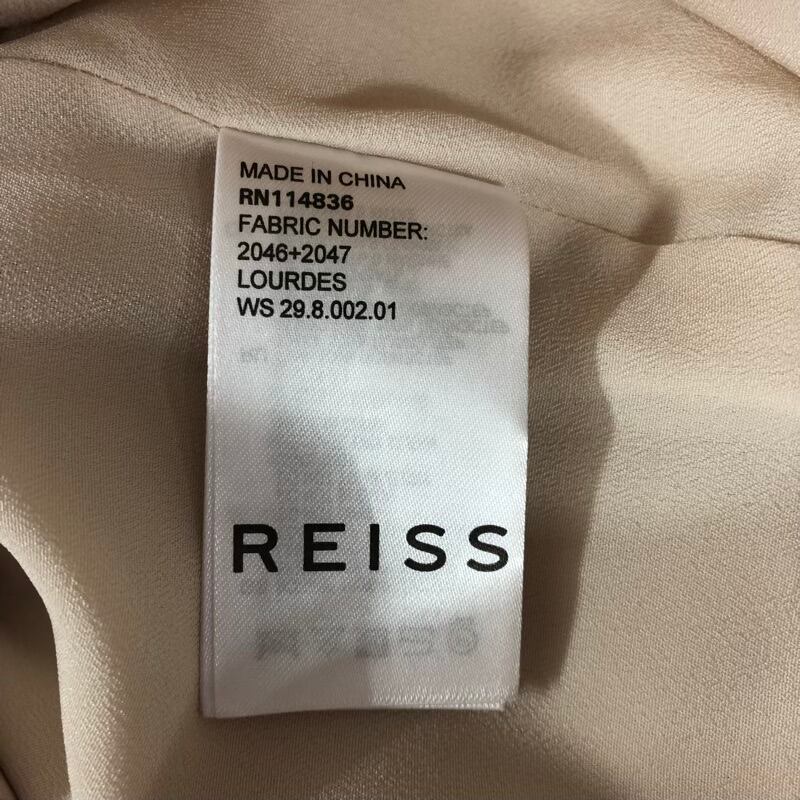 MADE IN CHINA
RN114836
FABRIC NUMBER:
2046+2047
LOURDES
WS 29.8.002.01
REISS